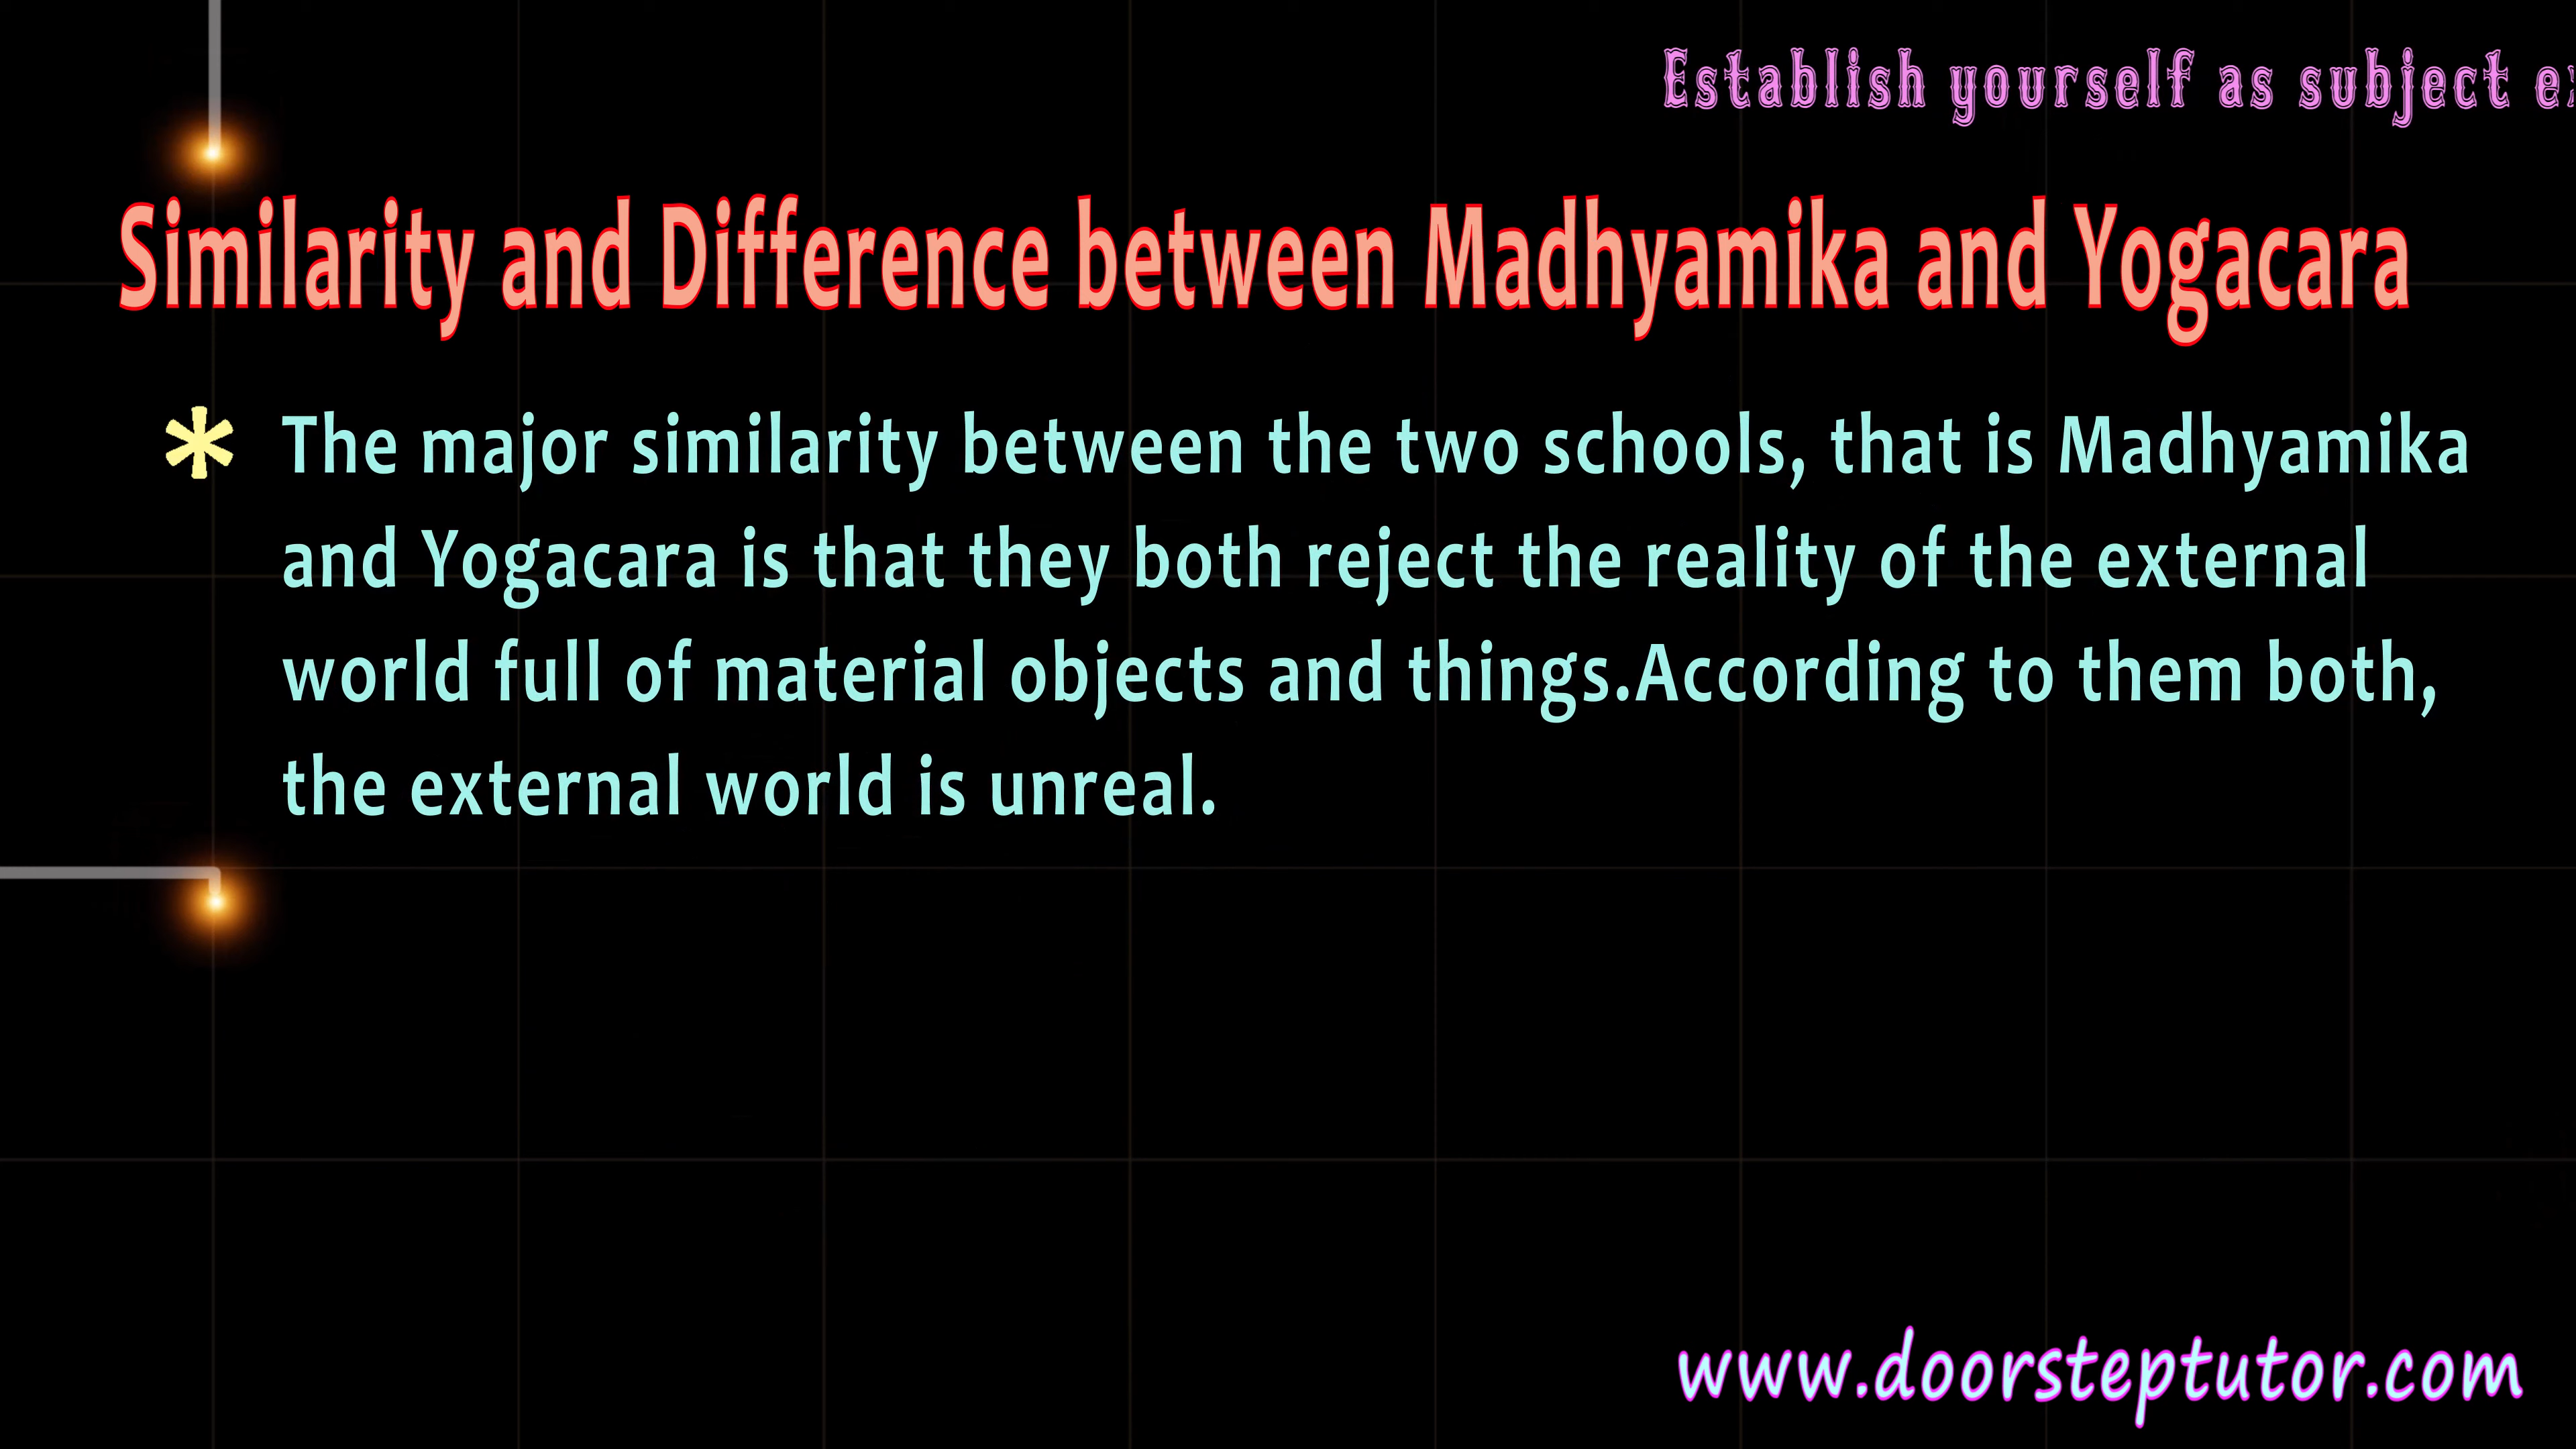 Establish yourself as subject
Similarity and Difference between Madhyamika and Yogacara
* The major similarity between the two schools, that is Madhyamika
and Yogacara is that they both reject the reality of the external
world full of material objects and things.According to them both,
the external world is unreal.
www.doorsteptutor.com